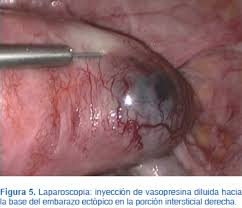 Figura 5. Laparoscopia: inyección de vasopresina diluida hacia
la base del embarazo ectópico en la porción intersticial derecha.